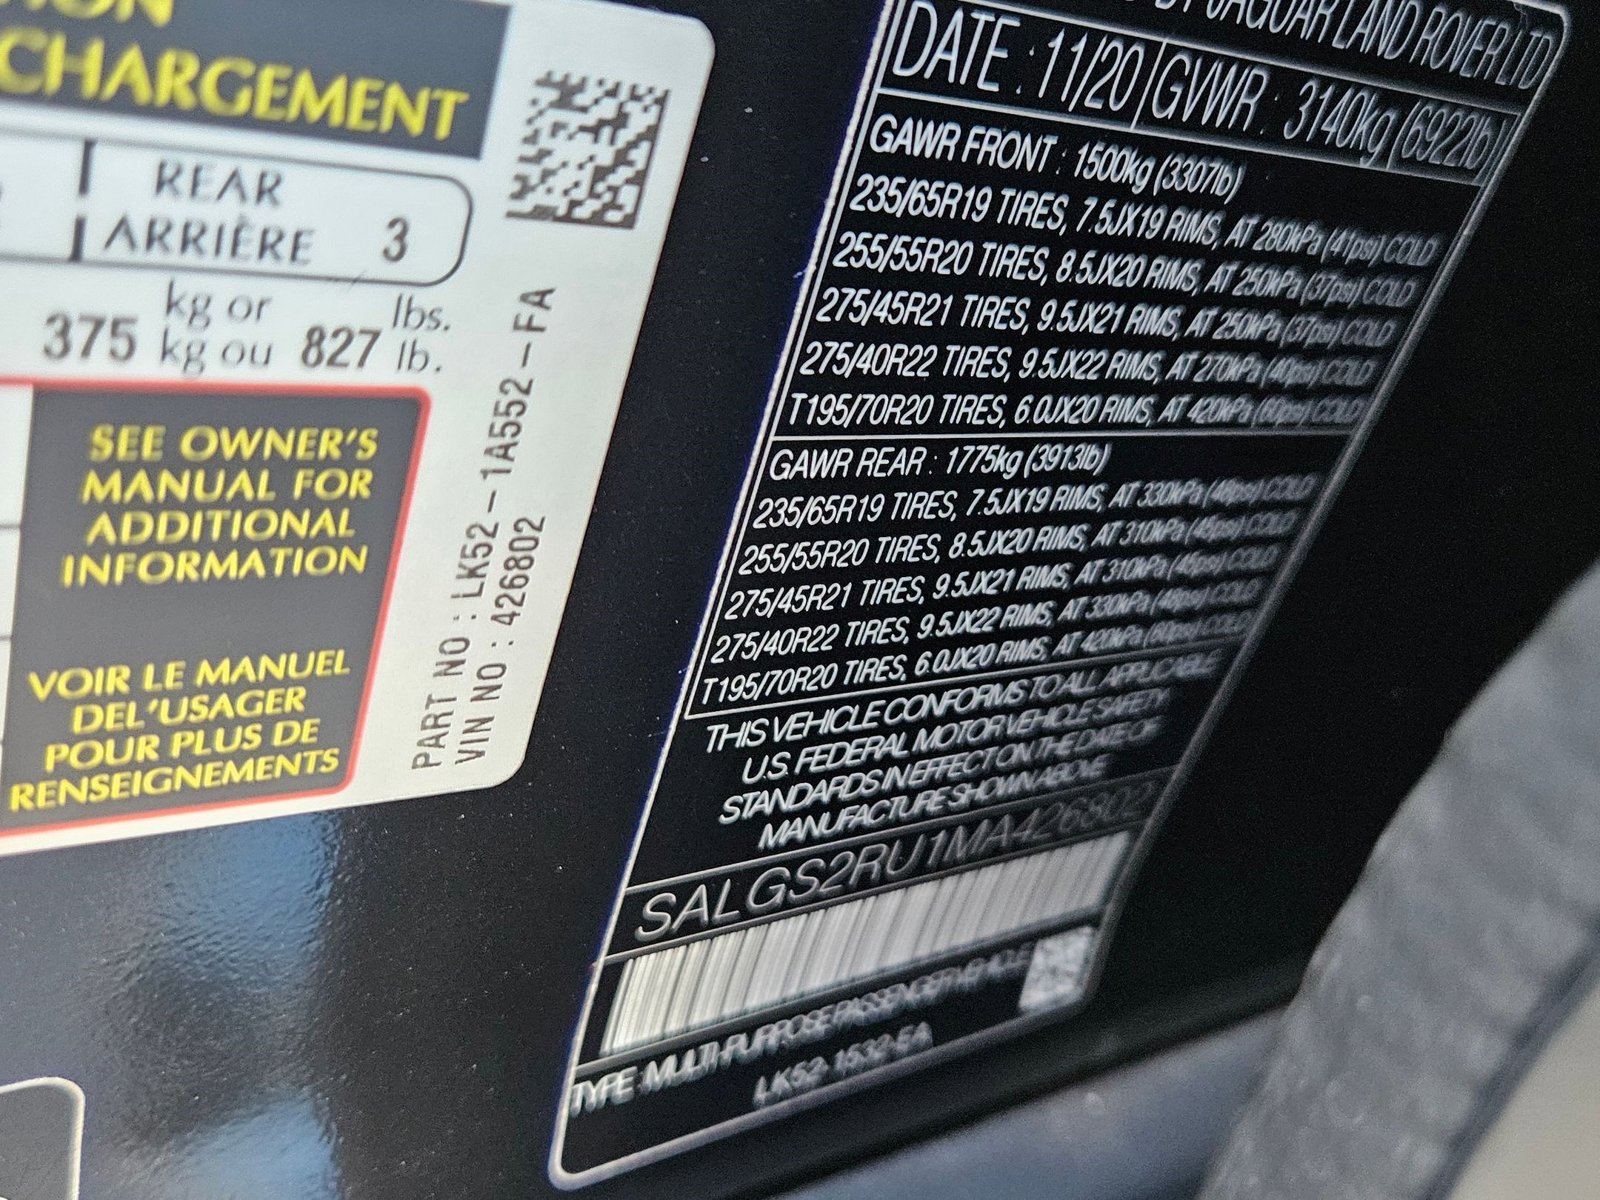 ION
CHARGEMENT
REAR
ARRIÈRE 3
375 kg or
kg ou 827 lbs.
lb.
SEE OWNER'S
MANUAL FOR
ADDITIONAL
INFORMATION
VOIR LE MANUEL
DEL'USAGER
POUR PLUS DE
RENSEIGNEMENTS
PART NO : LK52-1A552-FA
VIN NO : 426802
JAGUAR LAND ROVER LTD
DATE : 11/20 GVWR : 3140kg (6922lb)
GAWR FRONT : 1500kg (3307lb)
235/65R19 TIRES, 7.5JX19 RIMS, AT 280kPa (41psi) COLD
255/55R20 TIRES, 8.5JX20 RIMS, AT 250kPa (37psi) COLD
275/45R21 TIRES, 9.5JX21 RIMS, AT 250kPa (37psi) COLD
275/40R22 TIRES, 9.5JX22 RIMS, AT 270kPa (40psi) COLD
T195/70R20 TIRES, 6.0JX20 RIMS, AT 420kPa (60psi) COLD
GAWR REAR : 1775kg (3913lb)
235/65R19 TIRES, 7.5JX19 RIMS, AT 330kPa (48psi) COLD
255/55R20 TIRES, 8.5JX20 RIMS, AT 310kPa (45psi) COLD
275/45R21 TIRES, 9.5JX21 RIMS, AT 310kPa (45psi) COLD
275/40R22 TIRES, 9.5JX22 RIMS, AT 330kPa (48psi) COLD
T195/70R20 TIRES, 6.0JX20 RIMS, AT 420kPa (60psi) COLD
THIS VEHICLE CONFORMS TO ALL APPLICABLE
U.S. FEDERAL MOTOR VEHICLE SAFETY
STANDARDS IN EFFECT ON THE DATE OF
MANUFACTURE SHOWN ABOVE
SALGS2RU1MA426802
TYPE : MULTI-PURPOSE PASSENGER VEHICLE
LK52-1532-EA